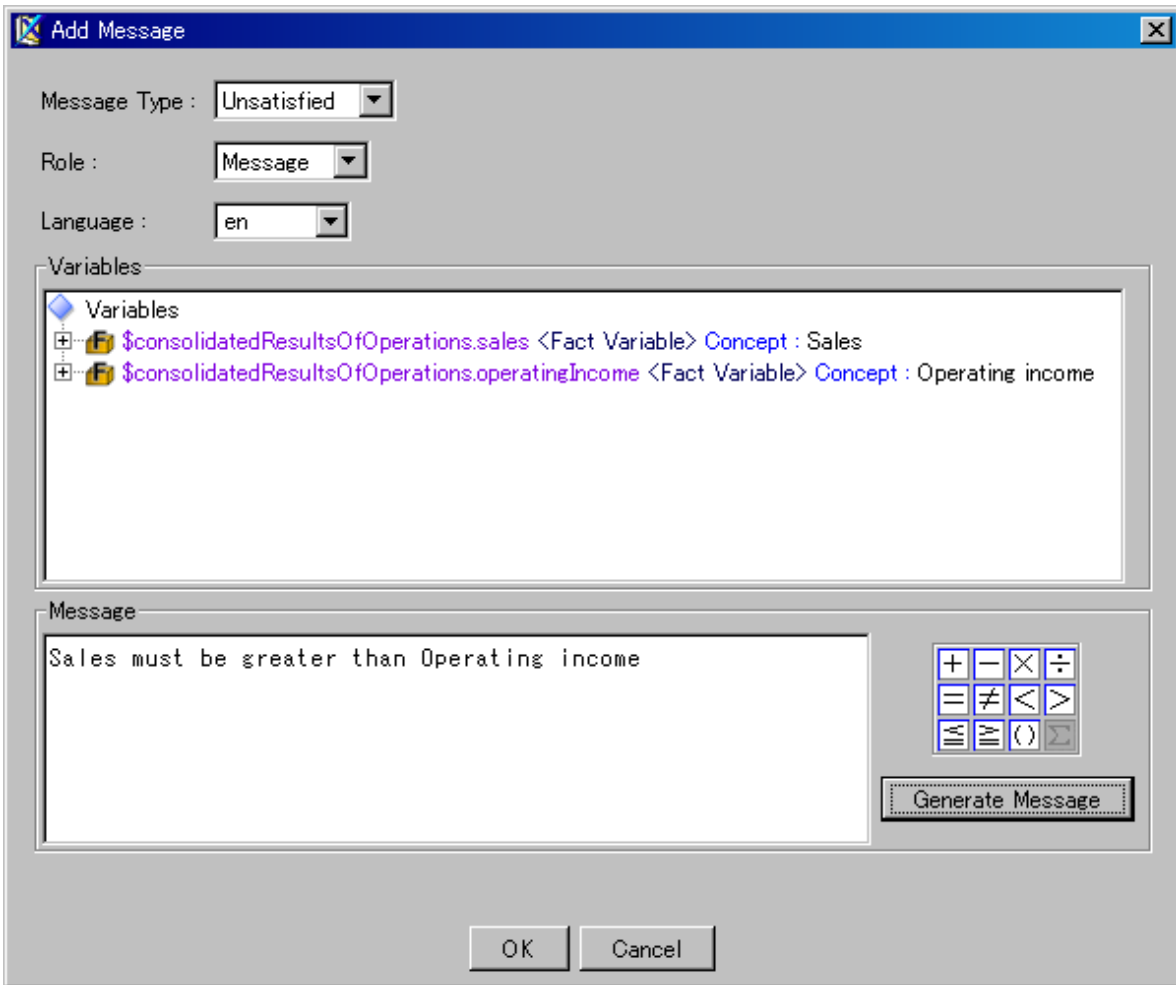 Add Message
Message Type : Unsatisfied
Role : Message
Language : en
Variables
Variables
F $consolidatedResultsOfOperations.sales <Fact Variable> Concept : Sales
F $consolidatedResultsOfOperations.operatingIncome <Fact Variable> Concept : Operating income
Message
Sales must be greater than Operating income
+ − × ÷
= ≠ < >
≦ ≧ () Σ
Generate Message
OK Cancel